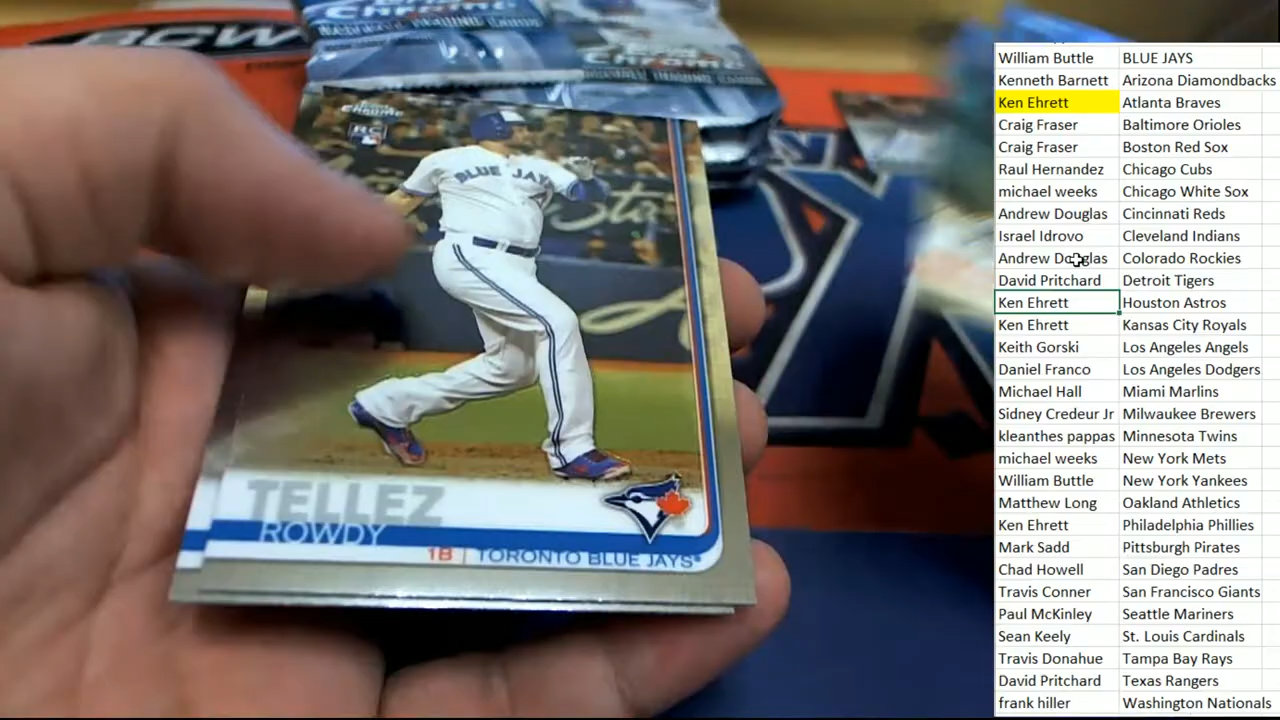 Chrome
BASEBALL TRADING CARDS
Chrome
RC
BLUE JAYS
TELLEZ
ROWDY
1B | TORONTO BLUE JAYS
William Buttle BLUE JAYS
Kenneth Barnett Arizona Diamondbacks
Ken Ehrett Atlanta Braves
Craig Fraser Baltimore Orioles
Craig Fraser Boston Red Sox
Raul Hernandez Chicago Cubs
michael weeks Chicago White Sox
Andrew Douglas Cincinnati Reds
Israel Idrovo Cleveland Indians
Andrew Douglas Colorado Rockies
David Pritchard Detroit Tigers
Ken Ehrett Houston Astros
Ken Ehrett Kansas City Royals
Keith Gorski Los Angeles Angels
Daniel Franco Los Angeles Dodgers
Michael Hall Miami Marlins
Sidney Credeur Jr Milwaukee Brewers
kleanthes pappas Minnesota Twins
michael weeks New York Mets
William Buttle New York Yankees
Matthew Long Oakland Athletics
Ken Ehrett Philadelphia Phillies
Mark Sadd Pittsburgh Pirates
Chad Howell San Diego Padres
Travis Conner San Francisco Giants
Paul McKinley Seattle Mariners
Sean Keely St. Louis Cardinals
Travis Donahue Tampa Bay Rays
David Pritchard Texas Rangers
frank hiller Washington Nationals